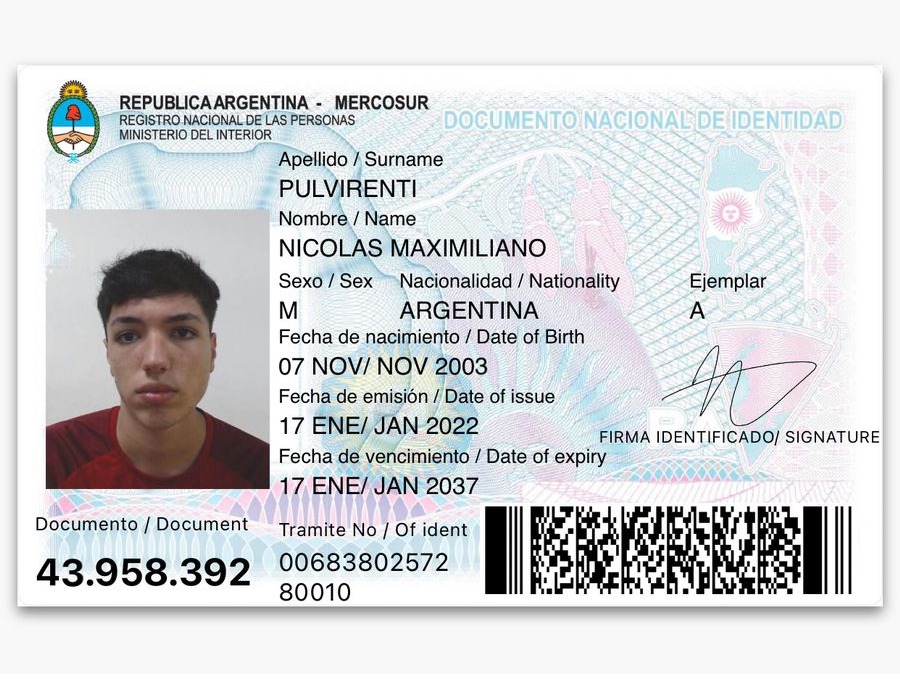 REPUBLICA ARGENTINA - MERCOSUR
REGISTRO NACIONAL DE LAS PERSONAS
MINISTERIO DEL INTERIOR
DOCUMENTO NACIONAL DE IDENTIDAD
Apellido / Surname
PULVIRENTI
Nombre / Name
NICOLAS MAXIMILIANO
Sexo / Sex Nacionalidad / Nationality Ejemplar
M ARGENTINA A
Fecha de nacimiento / Date of Birth
07 NOV/ NOV 2003
Fecha de emisión / Date of issue
17 ENE/ JAN 2022
FIRMA IDENTIFICADO/ SIGNATURE
Fecha de vencimiento / Date of expiry
17 ENE/ JAN 2037
Documento / Document
43.958.392
Tramite No / Of ident
00683802572
80010